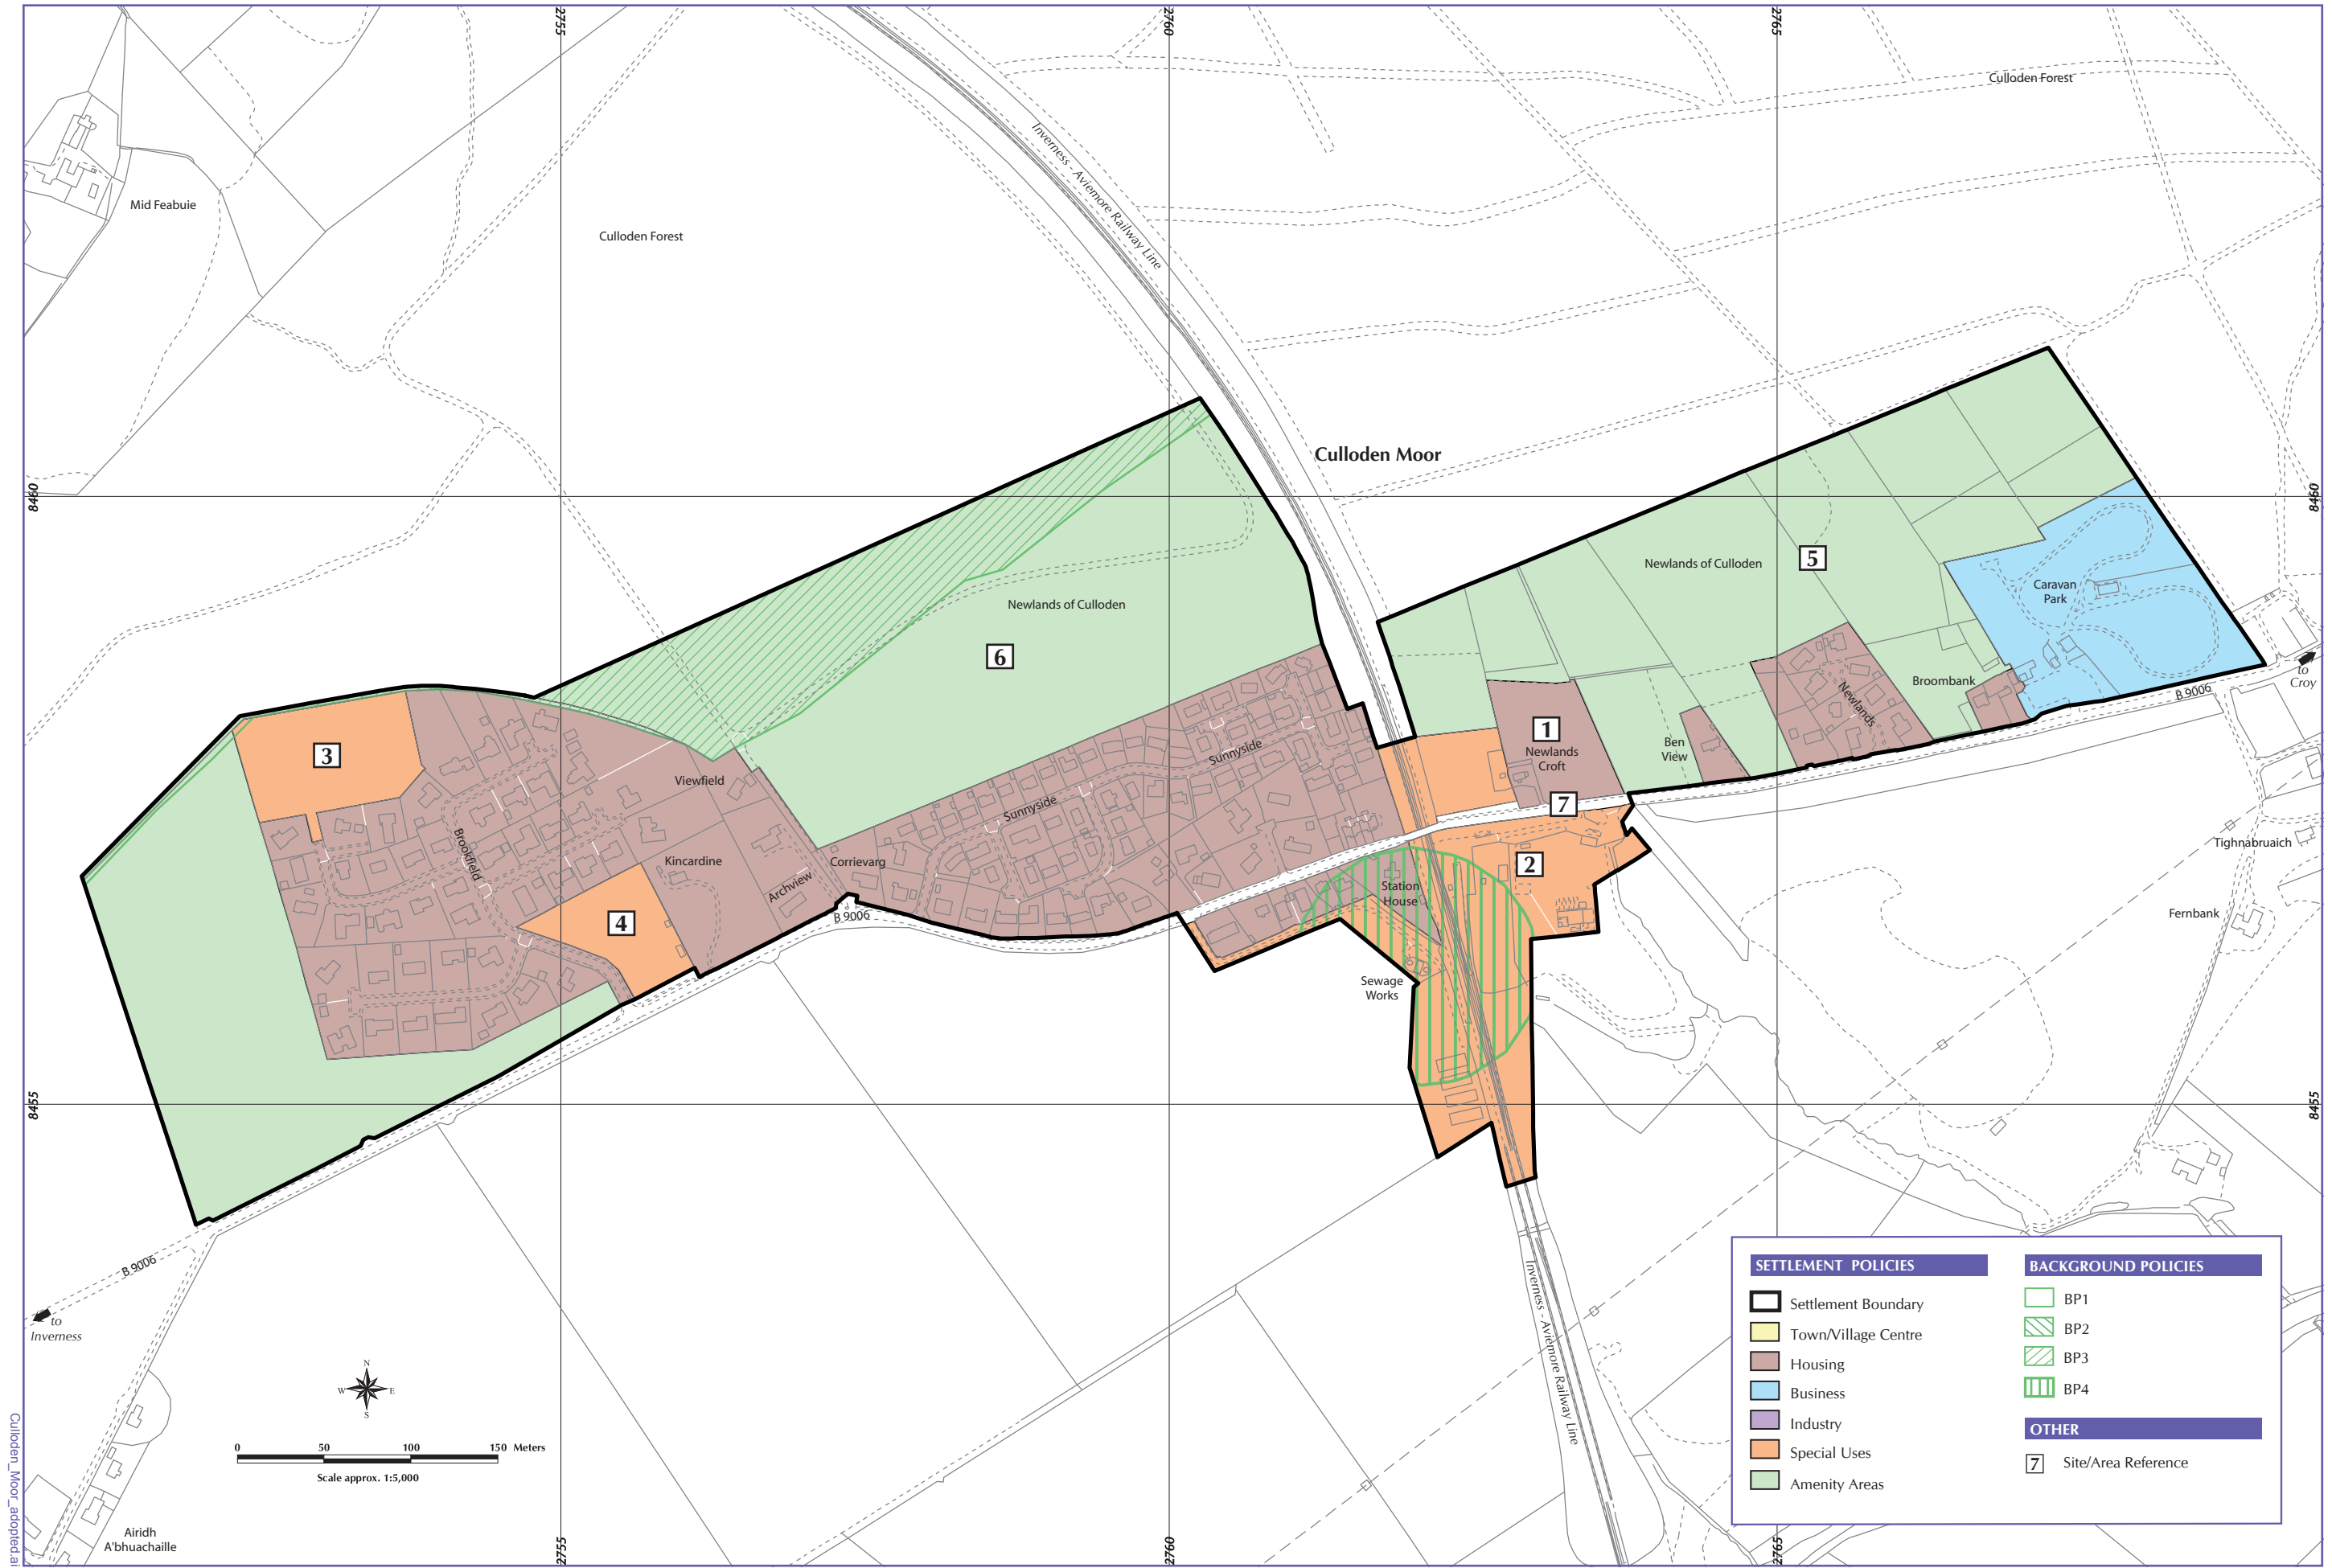 2755
2760
2765
Culloden Forest
Mid Feabuie
Culloden Forest
Inverness - Aviemore Railway Line
Culloden Moor
8460
8460
Newlands of Culloden
5
Newlands of Culloden
6
Caravan
Park
to
Croy
B 9006
Broombank
Newlands
1
Newlands
Croft
Ben
View
3
Viewfield
Sunnyside
Sunnyside
7
Brookfield
Kincardine
Corrievarg
Archview
2
Station
House
Tighnabruaich
4
B 9006
Fernbank
Sewage
Works
8455
8455
B 9006
to
Inverness
Inverness - Aviemore Railway Line
N
W
E
S
0 50 100 150 Meters
Scale approx. 1:5,000
Airidh
A'bhuachaille
Culloden_Moor_adopted.ai
2755
2760
2765
SETTLEMENT POLICIES
Settlement Boundary
Town/Village Centre
Housing
Business
Industry
Special Uses
Amenity Areas
BACKGROUND POLICIES
BP1
BP2
BP3
BP4
OTHER
7 Site/Area Reference